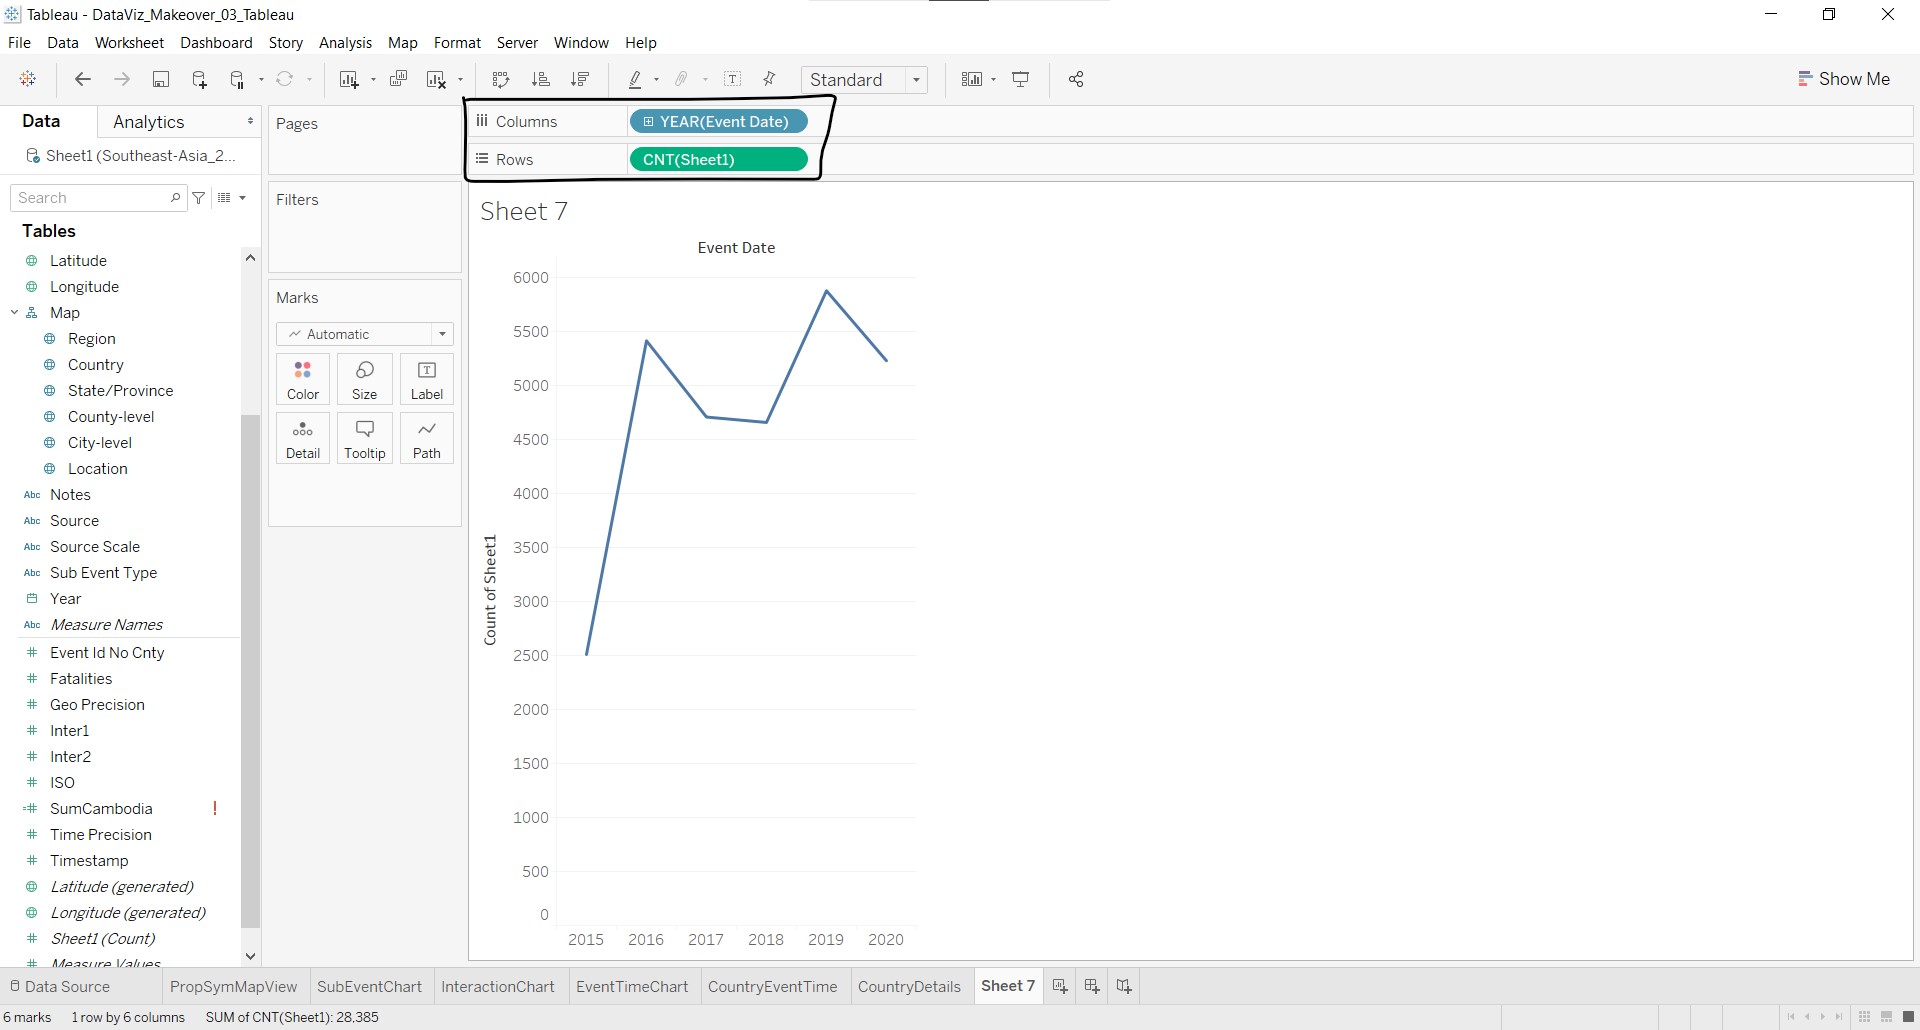 Tableau - DataViz_Makeover_03_Tableau
File Data Worksheet Dashboard Story Analysis Map Format Server Window Help
Standard
Show Me
Data
Analytics
Sheet1 (Southeast-Asia_2...
Search
Tables
Latitude
Longitude
Map
Region
Country
State/Province
County-level
City-level
Location
Abc Notes
Abc Source
Abc Source Scale
Abc Sub Event Type
Year
Abc Measure Names
# Event Id No Cnty
# Fatalities
# Geo Precision
# Inter1
# Inter2
# ISO
=# SumCambodia !
# Time Precision
# Timestamp
Latitude (generated)
Longitude (generated)
# Sheet1 (Count)
# Measure Values
Pages
Filters
Marks
Automatic
Color Size Label
Detail Tooltip Path
Columns YEAR(Event Date)
Rows CNT(Sheet1)
Sheet 7
Event Date
6000
5500
5000
4500
4000
3500
3000
2500
2000
1500
1000
500
0
Count of Sheet1
2015 2016 2017 2018 2019 2020
Data Source PropSymMapView SubEventChart InteractionChart EventTimeChart CountryEventTime CountryDetails Sheet 7
6 marks 1 row by 6 columns SUM of CNT(Sheet1): 28,385